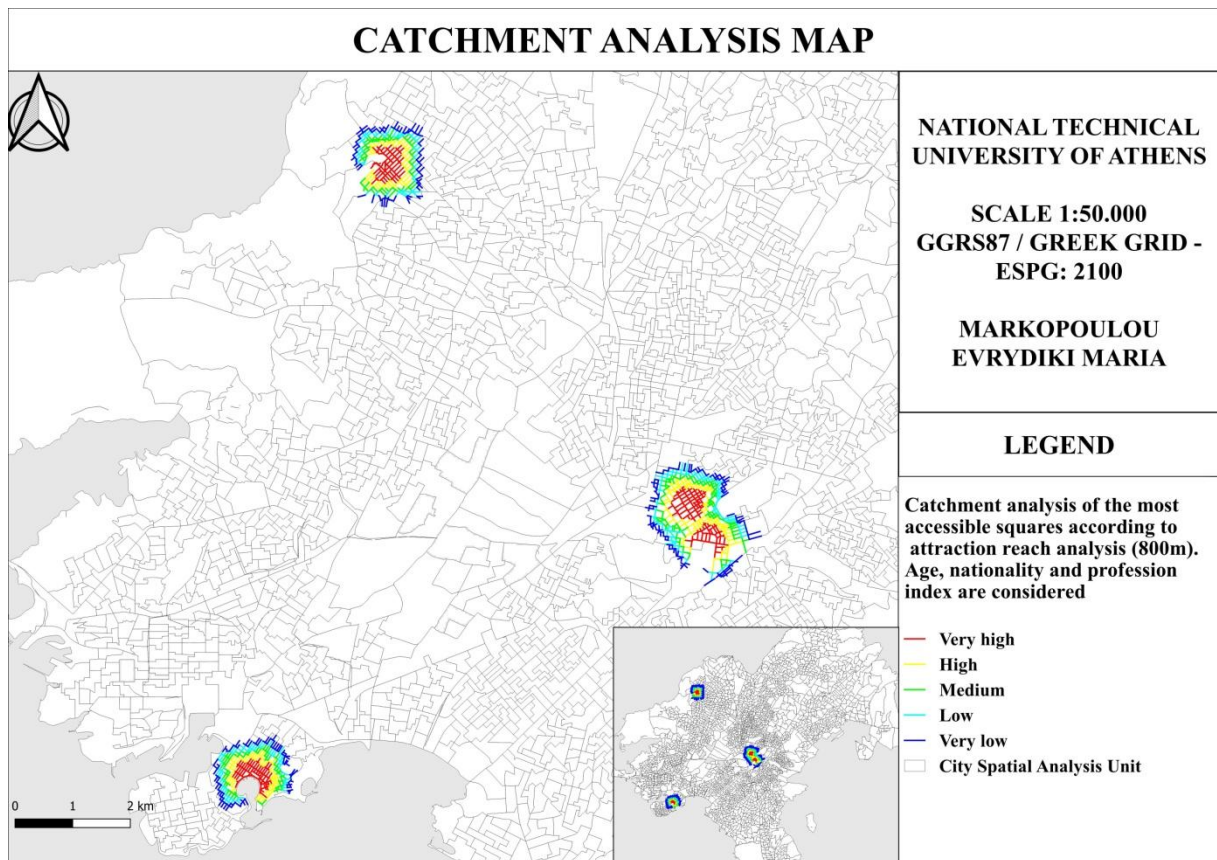 CATCHMENT ANALYSIS MAP
NATIONAL TECHNICAL
UNIVERSITY OF ATHENS
SCALE 1:50.000
GGRS87 / GREEK GRID -
ESPG: 2100
MARKOPOULOU
EVRYDIKI MARIA
LEGEND
Catchment analysis of the most
accessible squares according to
attraction reach analysis (800m).
Age, nationality and profession
index are considered
Very high
High
Medium
Low
Very low
City Spatial Analysis Unit
0 1 2 km